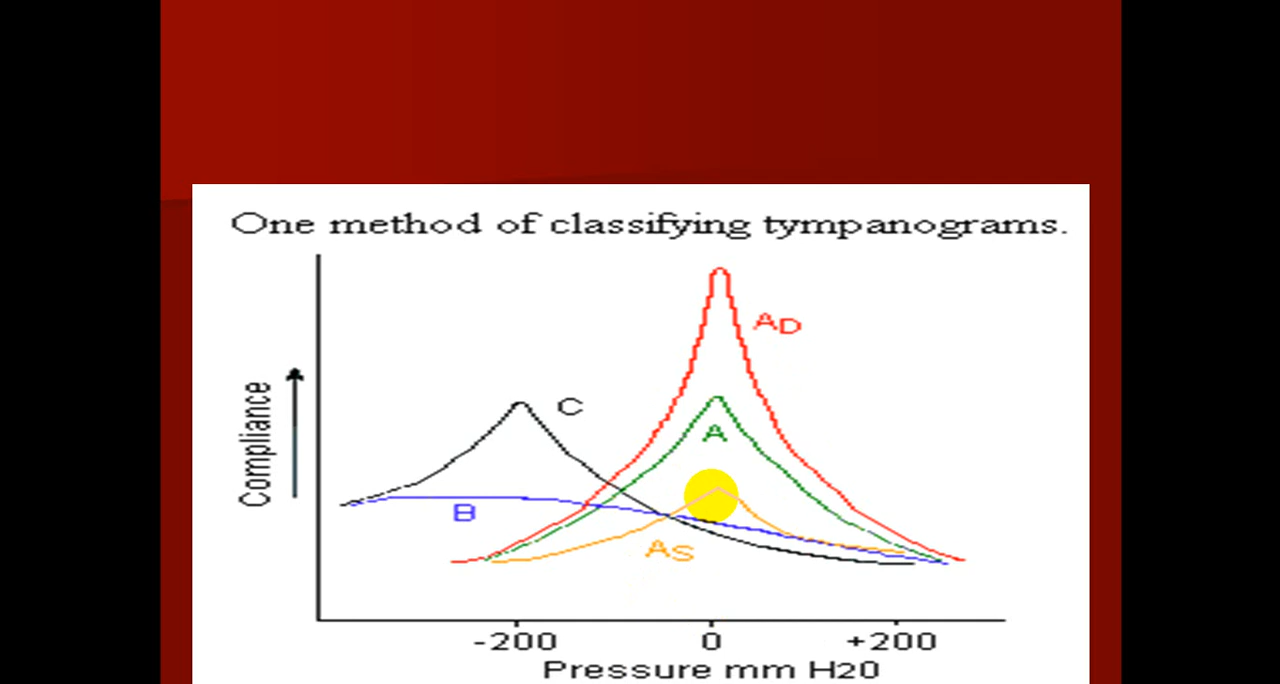 One method of classifying tympanograms.
AD
C
A
B
AS
Compliance
-200 0 +200
Pressure mm H20